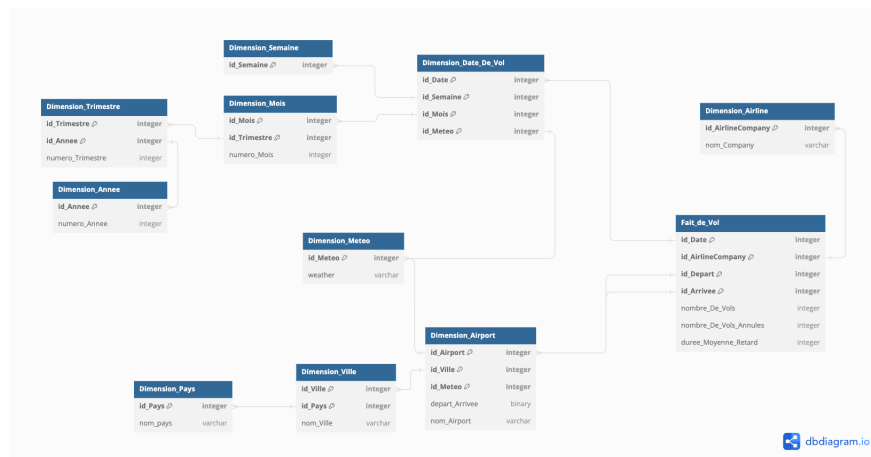 Dimension_Semaine
id_Semaine integer
Dimension_Date_De_Vol
id_Date integer
id_Semaine integer
id_Mois integer
id_Meteo integer
Dimension_Trimestre
id_Trimestre integer
id_Annee integer
numero_Trimestre integer
Dimension_Mois
id_Mois integer
id_Trimestre integer
numero_Mois integer
Dimension_Airline
id_AirlineCompany integer
nom_Company varchar
Dimension_Annee
id_Annee integer
numero_Annee integer
Fait_de_Vol
id_Date integer
id_AirlineCompany integer
id_Depart integer
id_Arrivee integer
nombre_De_Vols integer
nombre_De_Vols_Annules integer
duree_Moyenne_Retard integer
Dimension_Meteo
id_Meteo integer
weather varchar
Dimension_Airport
id_Airport integer
id_Ville integer
id_Meteo integer
depart_Arrivee binary
nom_Airport varchar
Dimension_Ville
id_Ville integer
id_Pays integer
nom_Ville varchar
Dimension_Pays
id_Pays integer
nom_pays varchar
dbdiagram.io